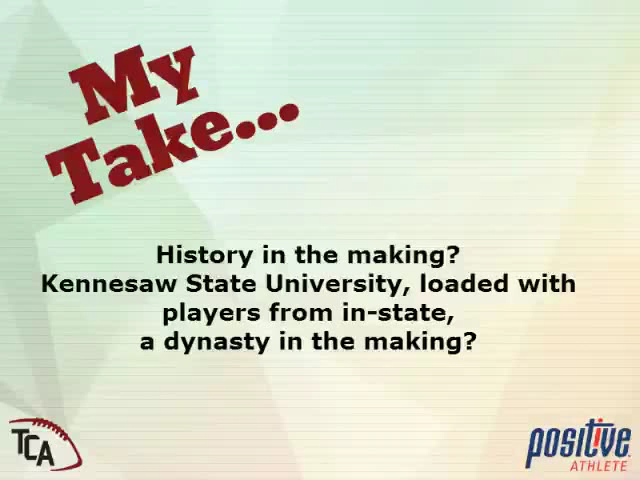 My
Take...
History in the making?
Kennesaw State University, loaded with
players from in-state,
a dynasty in the making?
TCA
positive
ATHLETE